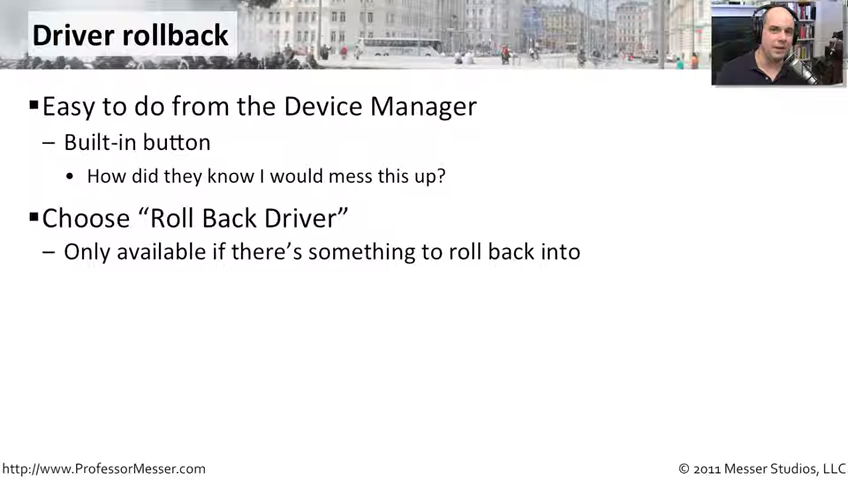 Driver rollback
▪Easy to do from the Device Manager
– Built-in button
• How did they know I would mess this up?
▪Choose “Roll Back Driver”
– Only available if there’s something to roll back into
http://www.ProfessorMesser.com
© 2011 Messer Studios, LLC